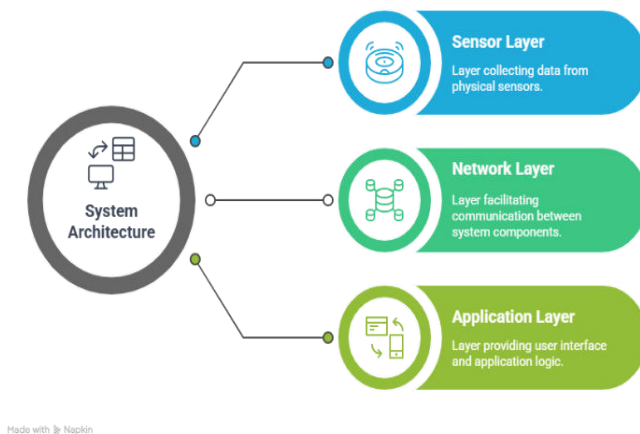 System
Architecture
Sensor Layer
Layer collecting data from
physical sensors.
Network Layer
Layer facilitating
communication between
system components.
Application Layer
Layer providing user interface
and application logic.
Made with Napkin